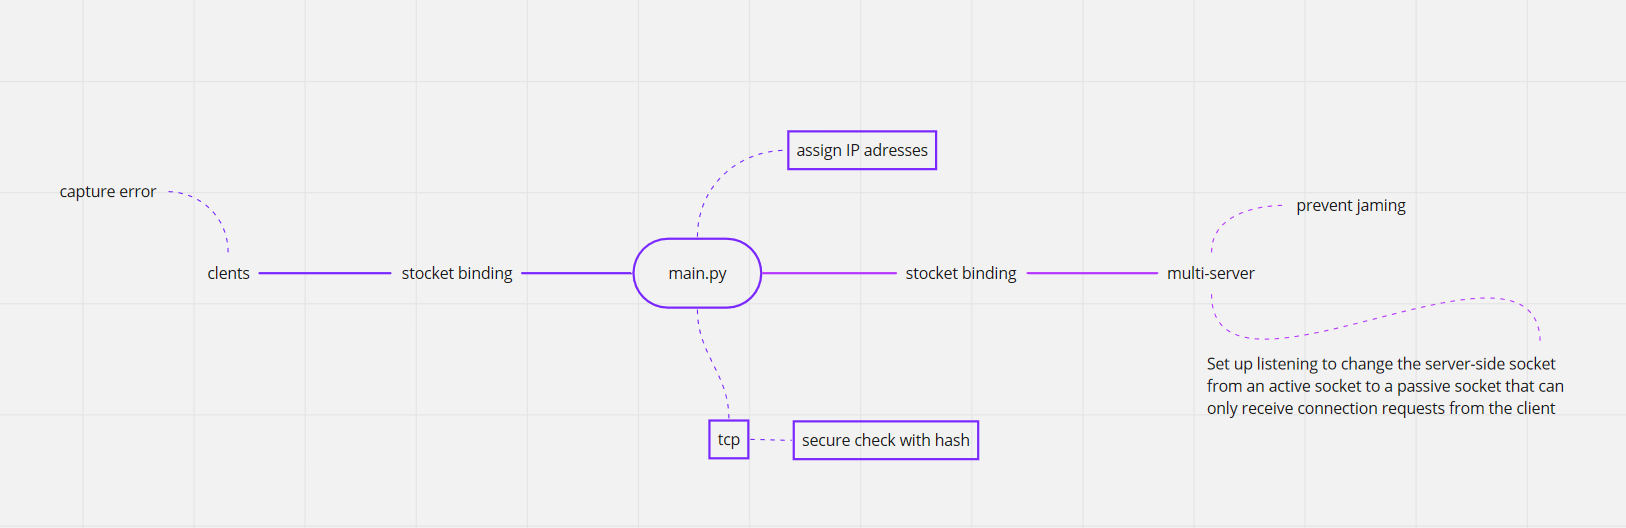 assign IP adresses
capture error
prevent jaming
clents
stocket binding
main.py
stocket binding
multi-server
Set up listening to change the server-side socket
from an active socket to a passive socket that can
only receive connection requests from the client
tcp
secure check with hash